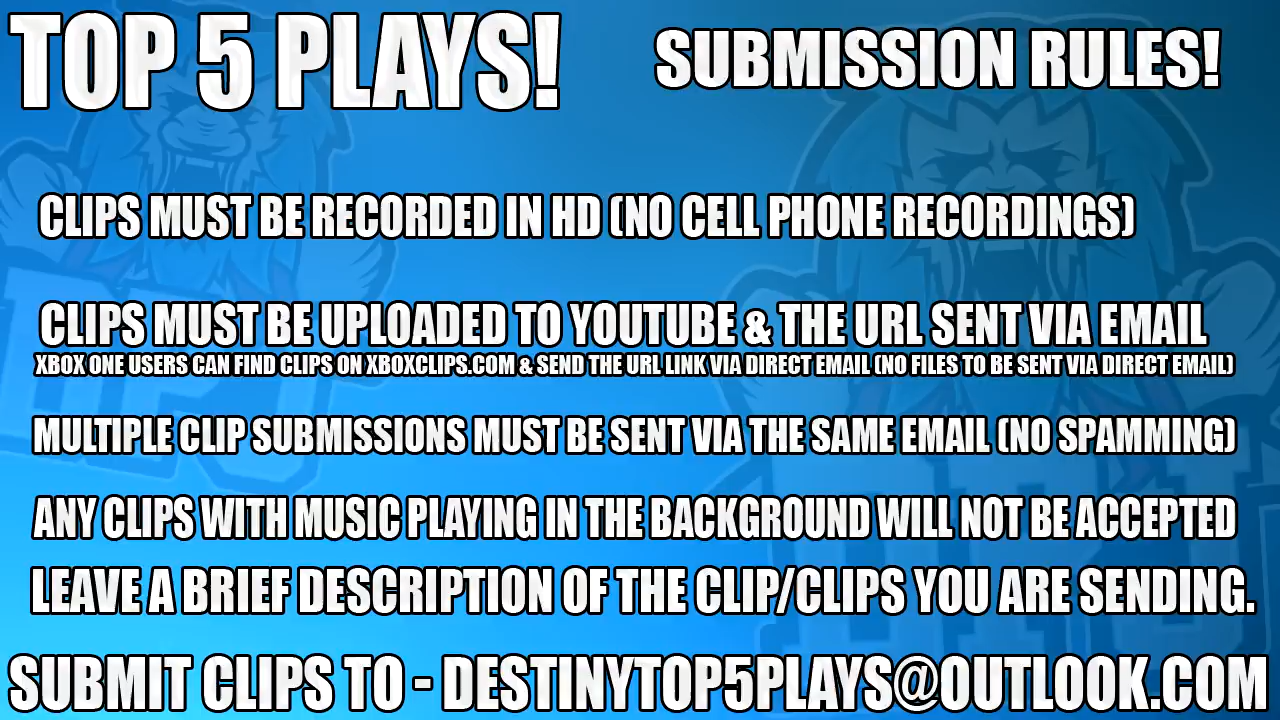 TOP 5 PLAYS!
SUBMISSION RULES!
CLIPS MUST BE RECORDED IN HD (NO CELL PHONE RECORDINGS)
CLIPS MUST BE UPLOADED TO YOUTUBE & THE URL SENT VIA EMAIL
XBOX ONE USERS CAN FIND CLIPS ON XBOXCLIPS.COM & SEND THE URL LINK VIA DIRECT EMAIL (NO FILES TO BE SENT VIA DIRECT EMAIL)
MULTIPLE CLIP SUBMISSIONS MUST BE SENT VIA THE SAME EMAIL (NO SPAMMING)
ANY CLIPS WITH MUSIC PLAYING IN THE BACKGROUND WILL NOT BE ACCEPTED
LEAVE A BRIEF DESCRIPTION OF THE CLIP/CLIPS YOU ARE SENDING.
SUBMIT CLIPS TO - DESTINYTOP5PLAYS@OUTLOOK.COM